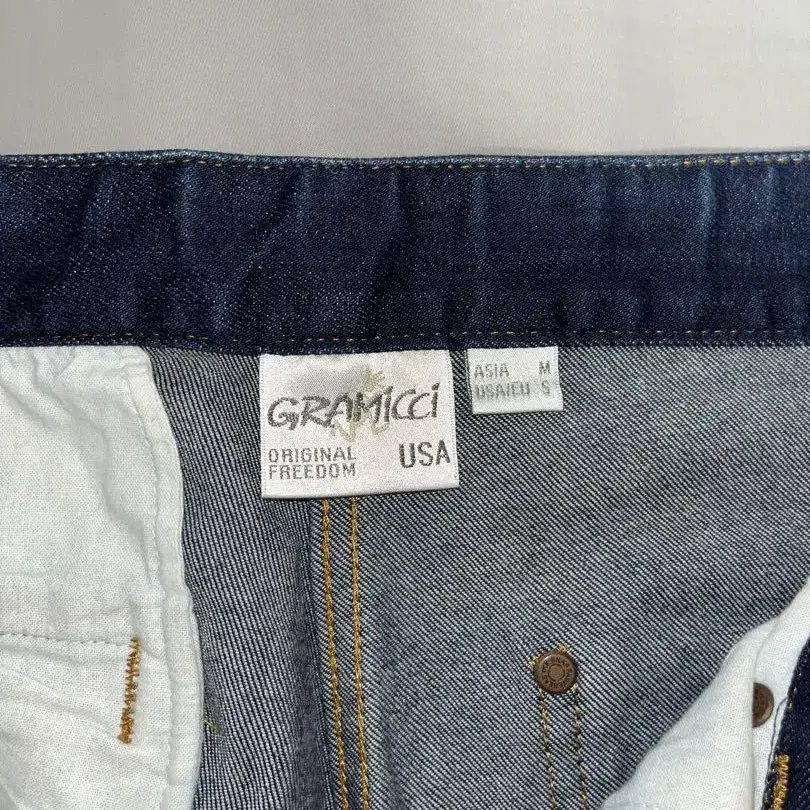 GRAMiCCi
ORIGINAL
FREEDOM
USA
ASIA M
USA/EU S